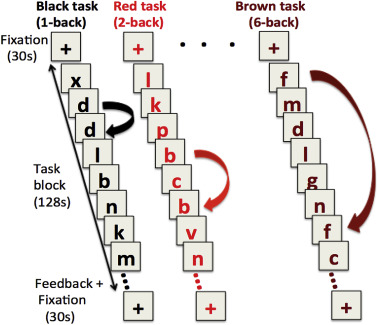 Black task
(1-back)
Red task
(2-back)
Brown task
(6-back)
Fixation
(30s)
Task
block
(128s)
Feedback +
Fixation
(30s)
+
x
d
d
l
b
n
k
m
+
+
l
k
p
b
c
b
v
n
+
+
f
m
d
l
g
n
f
c
+